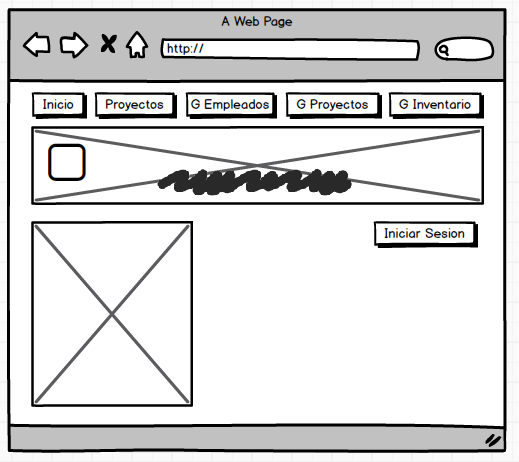 A Web Page
http://
Inicio
Proyectos
G Empleados
G Proyectos
G Inventario
Iniciar Sesion